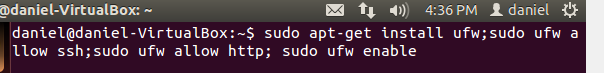 @daniel-VirtualBox: ~ 4:36 PM daniel
daniel@daniel-VirtualBox:~$ sudo apt-get install ufw;sudo ufw a
llow ssh;sudo ufw allow http; sudo ufw enable